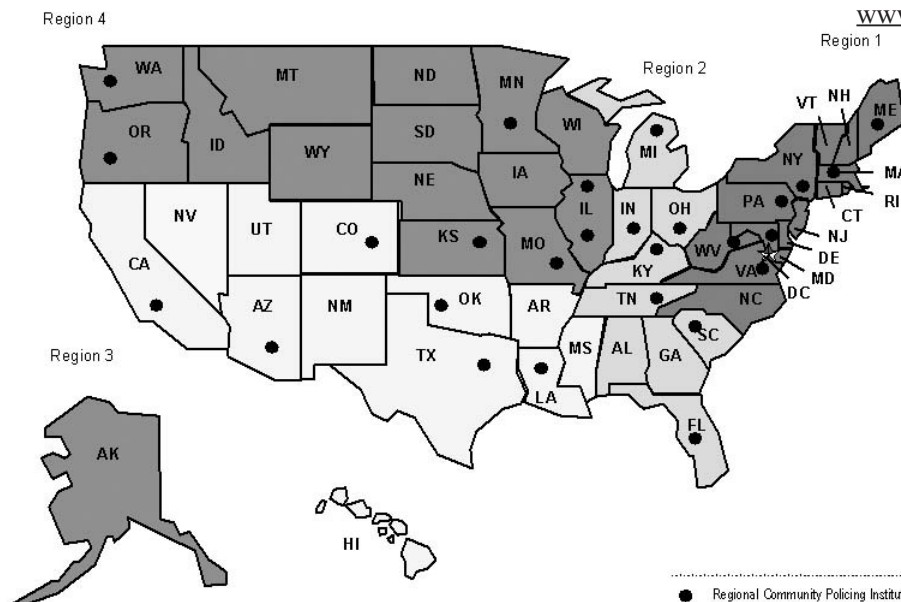 Region 4
Region 1
Region 2
WA
MT
ND
MN
VT
NH
ME
OR
ID
SD
WI
MI
NY
MA
WY
RI
IA
NE
PA
CT
NV
UT
CO
IL
IN
OH
NJ
KS
MO
WV
DE
CA
KY
VA
MD
DC
AZ
NM
OK
AR
TN
NC
SC
TX
MS
AL
GA
Region 3
LA
FL
AK
HI
Regional Community Policing